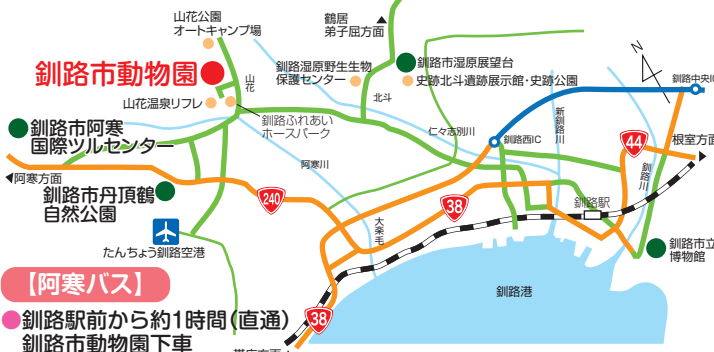 山花公園
オートキャンプ場
鶴居
弟子屈方面
釧路市動物園
山花
釧路湿原野生生物
保護センター
釧路市湿原展望台
史跡北斗遺跡展示館・史跡公園
北斗
N
釧路中央IC
山花温泉リフレ
釧路ふれあい
ホースパーク
釧路市阿寒
国際ツルセンター
仁々志別川
釧路西IC
新釧路川
44
根室方面
阿寒川
釧路川
阿寒方面
釧路市丹頂鶴
自然公園
240
38
釧路駅
大楽毛
たんちょう釧路空港
釧路市立
博物館
【阿寒バス】
釧路港
釧路駅前から約1時間(直通)
釧路市動物園下車
38